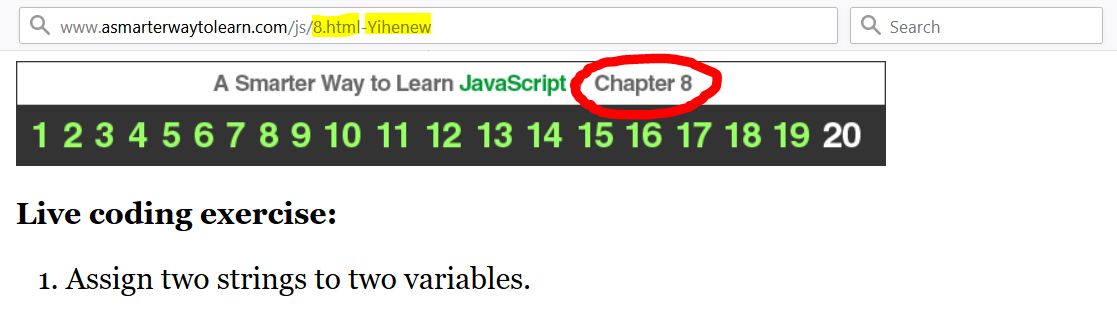 www.asmarterwaytolearn.com/js/8.html-Yihenew Search
A Smarter Way to Learn JavaScript Chapter 8
1 2 3 4 5 6 7 8 9 10 11 12 13 14 15 16 17 18 19 20
Live coding exercise:
1. Assign two strings to two variables.